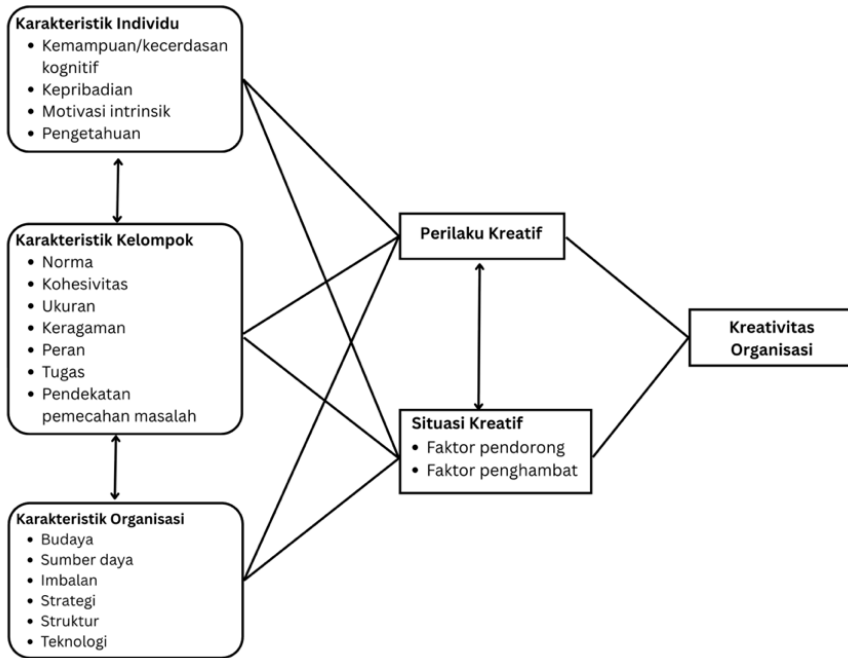 Karakteristik Individu
• Kemampuan/kecerdasan
kognitif
• Kepribadian
• Motivasi intrinsik
• Pengetahuan
Karakteristik Kelompok
• Norma
• Kohesivitas
• Ukuran
• Keragaman
• Peran
• Tugas
• Pendekatan
pemecahan masalah
Karakteristik Organisasi
• Budaya
• Sumber daya
• Imbalan
• Strategi
• Struktur
• Teknologi
Perilaku Kreatif
Situasi Kreatif
• Faktor pendorong
• Faktor penghambat
Kreativitas
Organisasi